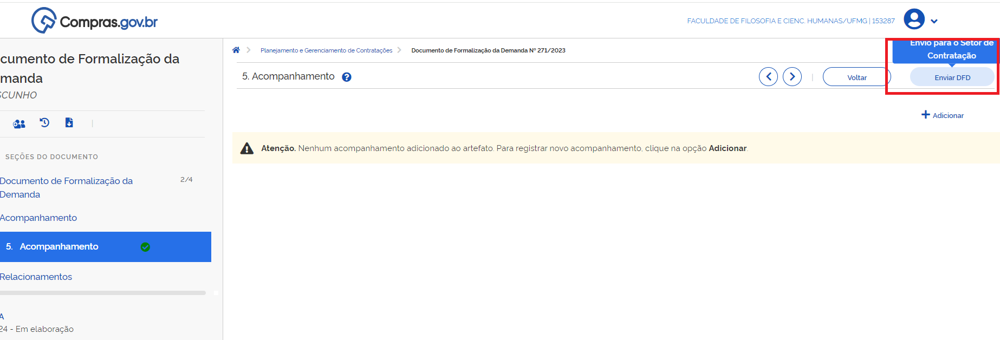 Compras.gov.br
FACULDADE DE FILOSOFIA E CIENC. HUMANAS/UFMG | 153287
cumento de Formalização da
manda
SCUNHO
SEÇÕES DO DOCUMENTO
Documento de Formalização da
Demanda
2/4
Acompanhamento
5. Acompanhamento
Relacionamentos
A
24 - Em elaboração
Planejamento e Gerenciamento de Contratações
Documento de Formalização da Demanda Nº 271/2023
Envio para o Setor de
Contratação
5. Acompanhamento
Voltar
Enviar DFD
Adicionar
Atenção. Nenhum acompanhamento adicionado ao artefato. Para registrar novo acompanhamento, clique na opção Adicionar.